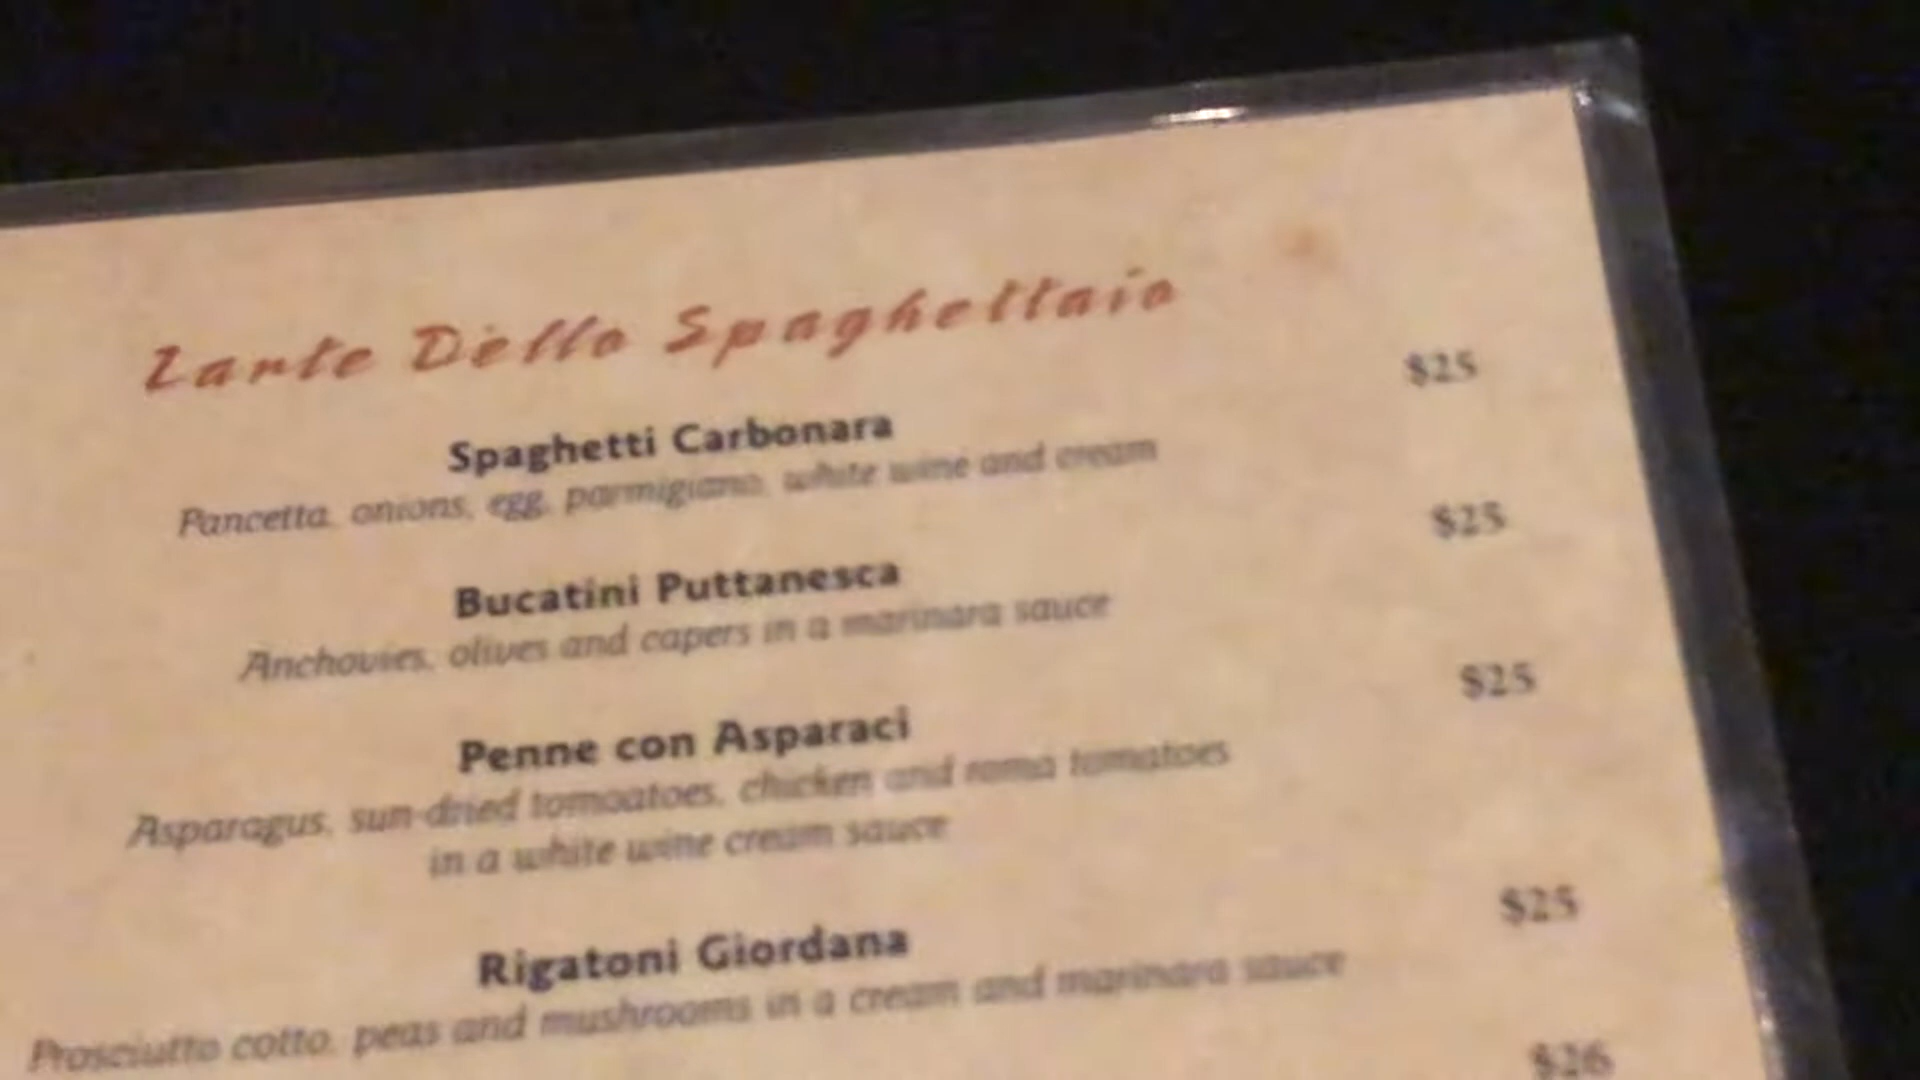 Larte Dello Spaghettaio
$25
Spaghetti Carbonara
Pancetta, onions, egg, parmigiano, white wine and cream
$25
Bucatini Puttanesca
Anchovies, olives and capers in a marinara sauce
$25
Penne con Asparaci
Asparagus, sun-dried tomoatoes, chicken and roma tomatoes
in a white wine cream sauce
$25
Rigatoni Giordana
Prosciutto cotto, peas and mushrooms in a cream and marinara sauce
$26